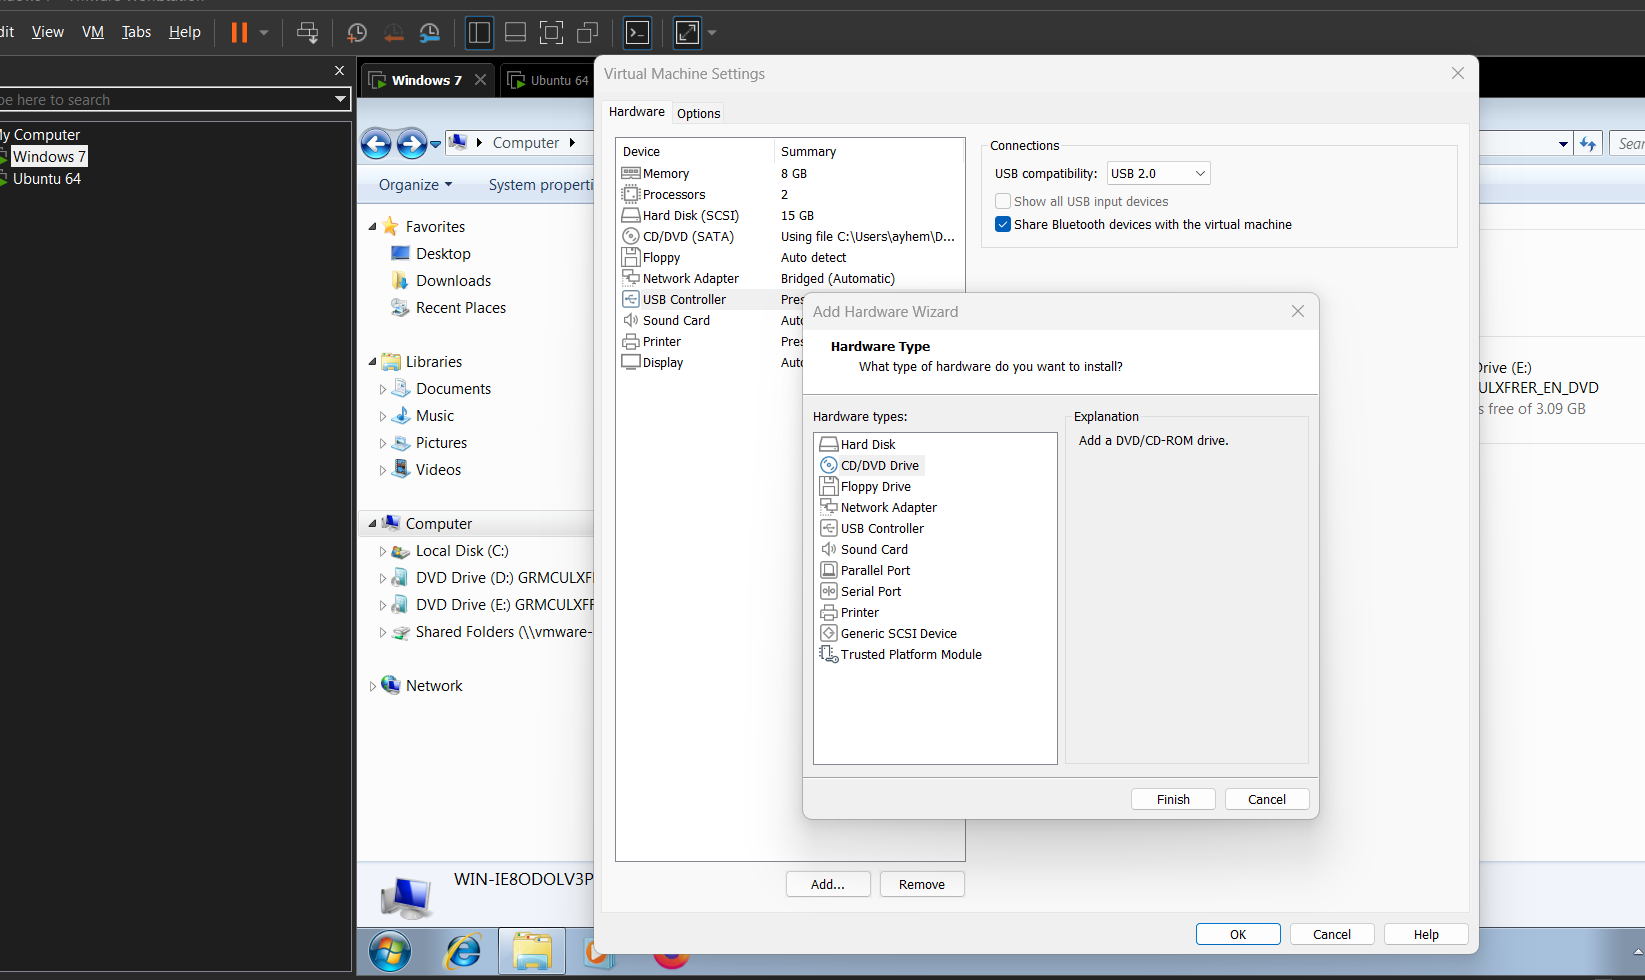 dit View VM Tabs Help
pe here to search
My Computer
Windows 7
Ubuntu 64
Windows 7 Ubuntu 64
Computer
Organize System properti
Favorites
Desktop
Downloads
Recent Places
Libraries
Documents
Music
Pictures
Videos
Computer
Local Disk (C:)
DVD Drive (D:) GRMCULXFR
DVD Drive (E:) GRMCULXFR
Shared Folders (\\vmware-
Network
WIN-IE8ODOLV3P
Virtual Machine Settings
Hardware Options
Device Summary
Memory 8 GB
Processors 2
Hard Disk (SCSI) 15 GB
CD/DVD (SATA) Using file C:\Users\ayhem\D...
Floppy Auto detect
Network Adapter Bridged (Automatic)
USB Controller Pres
Sound Card Auto
Printer Pres
Display Auto
Add... Remove
Connections
USB compatibility: USB 2.0
Show all USB input devices
Share Bluetooth devices with the virtual machine
Add Hardware Wizard
Hardware Type
What type of hardware do you want to install?
Hardware types:
Hard Disk
CD/DVD Drive
Floppy Drive
Network Adapter
USB Controller
Sound Card
Parallel Port
Serial Port
Printer
Generic SCSI Device
Trusted Platform Module
Explanation
Add a DVD/CD-ROM drive.
Finish Cancel
OK Cancel Help
Sear
Drive (E:)
ULXFRER_EN_DVD
s free of 3.09 GB